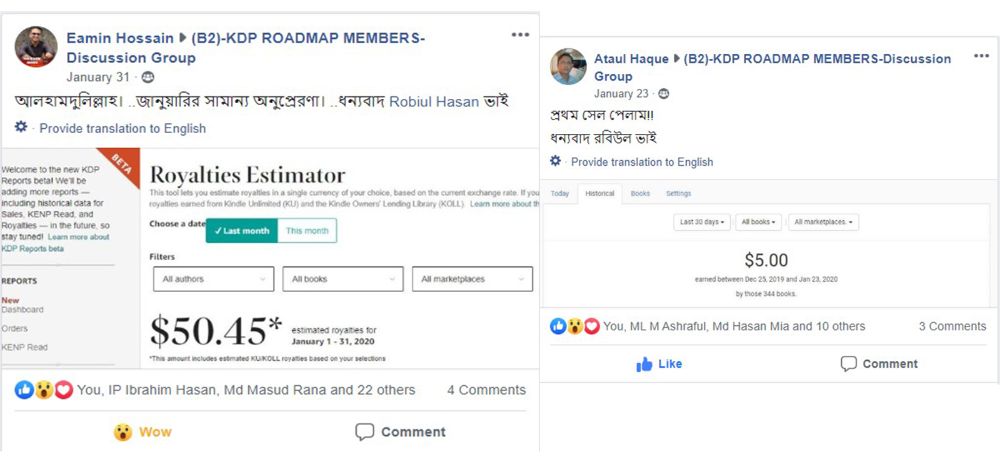 Eamin Hossain ▸ (B2)-KDP ROADMAP MEMBERS-
Discussion Group
January 31 ·
আলহামদুলিল্লাহ। ..জানুয়ারির সামান্য অনুপ্রেরণা। ..ধন্যবাদ Robiul Hasan ভাই
· Provide translation to English
BETA
Welcome to the new KDP
Reports beta! We'll be
adding more reports —
including historical data for
Sales, KENP Read, and
Royalties — in the future, so
stay tuned! Learn more about
KDP Reports beta
REPORTS
New
Dashboard
Orders
KENP Read
Royalties Estimator
This tool lets you estimate royalties in a single currency of your choice, based on the current exchange rate. If you
royalties earned from Kindle Unlimited (KU) and the Kindle Owners' Lending Library (KOLL). Learn more about th
Choose a date
✓ Last month
This month
Filters
All authors
All books
All marketplaces
$50.45* estimated royalties for
January 1 - 31, 2020
*This amount includes estimated KU/KOLL royalties based on your selections
You, IP Ibrahim Hasan, Md Masud Rana and 22 others
4 Comments
Wow
Comment
Ataul Haque ▸ (B2)-KDP ROADMAP MEMBERS-Discussion
Group
January 23 ·
প্রথম সেল পেলাম!!
ধন্যবাদ রবিউল ভাই
· Provide translation to English
Today Historical Books Settings
Last 30 days All books All marketplaces.
$5.00
earned between Dec 25, 2019 and Jan 23, 2020
by those 344 books.
You, ML M Ashraful, Md Hasan Mia and 10 others
3 Comments
Like
Comment